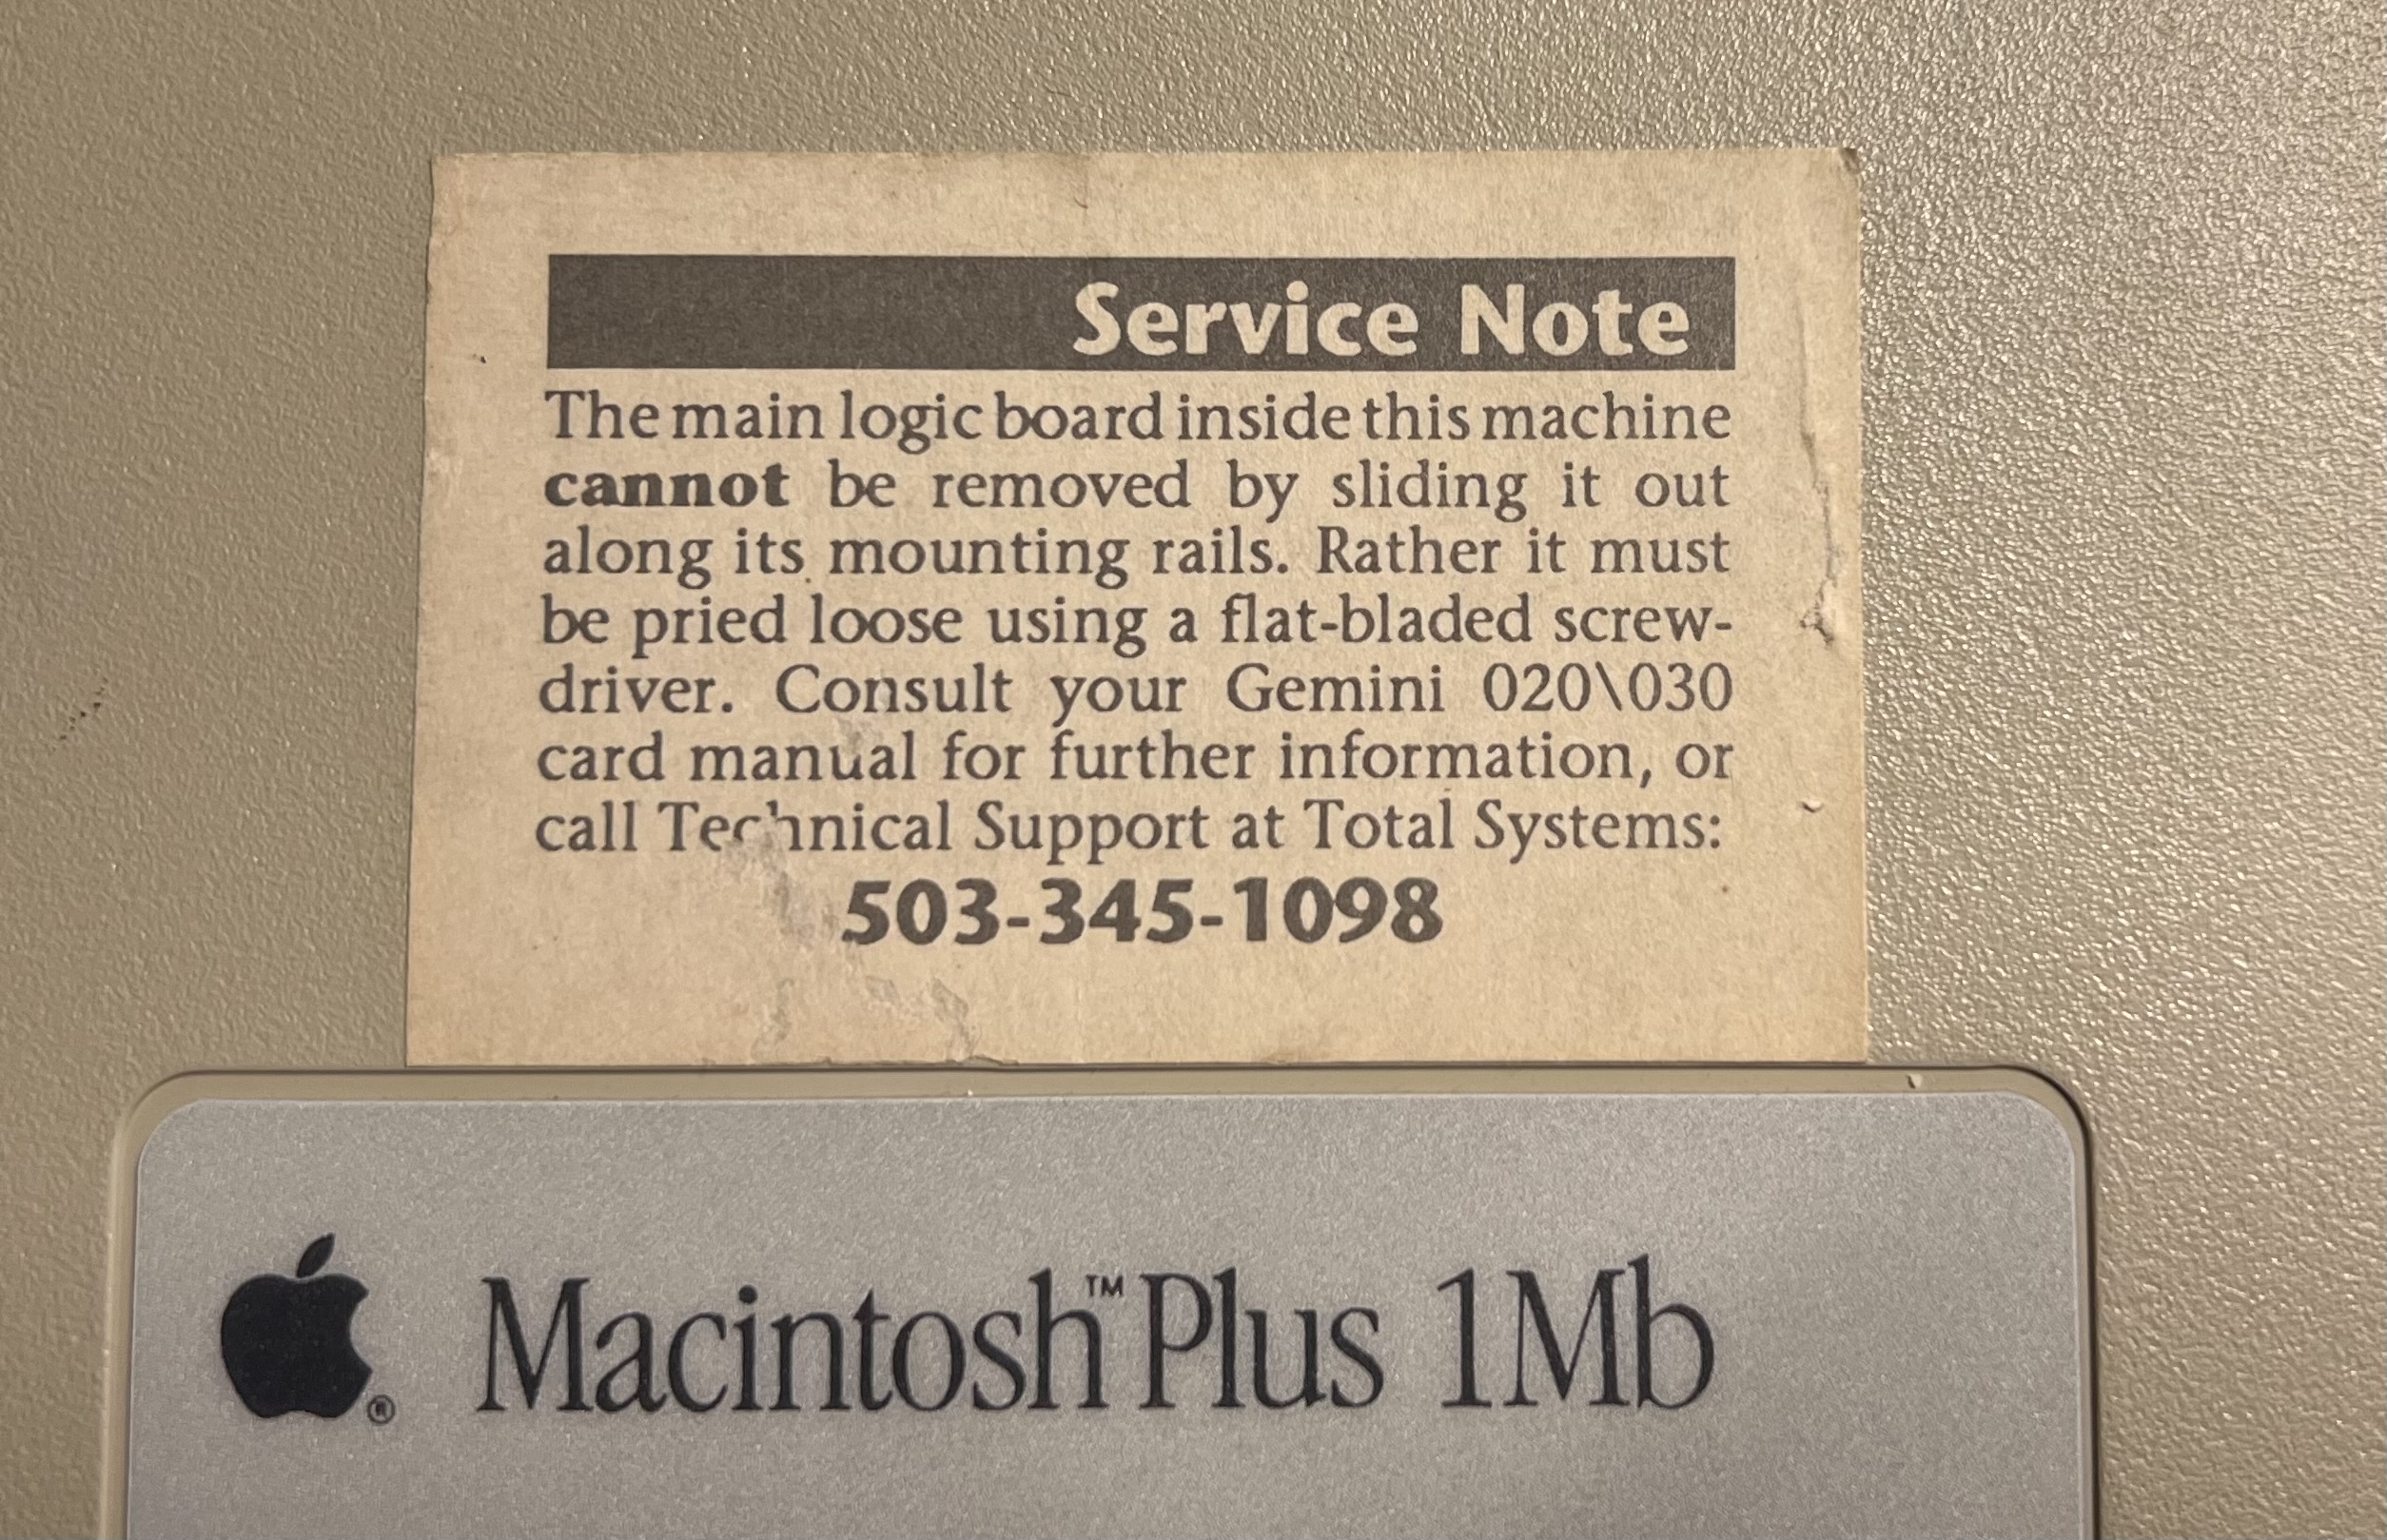 Service Note
The main logic board inside this machine
cannot be removed by sliding it out
along its mounting rails. Rather it must
be pried loose using a flat-bladed screw-
driver. Consult your Gemini 020\030
card manual for further information, or
call Technical Support at Total Systems:
503-345-1098
Macintosh™ Plus 1Mb
®